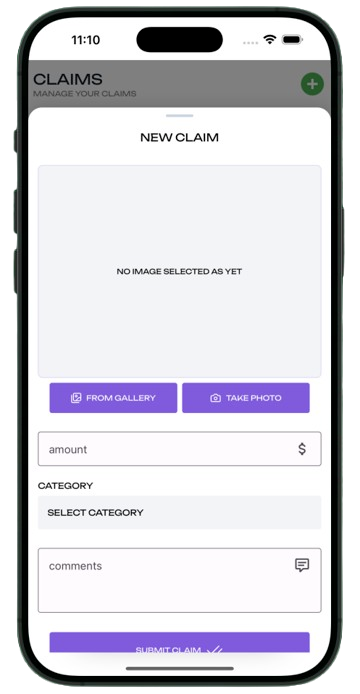 11:10
CLAIMS
MANAGE YOUR CLAIMS
NEW CLAIM
NO IMAGE SELECTED AS YET
FROM GALLERY
TAKE PHOTO
amount
$
CATEGORY
SELECT CATEGORY
comments
SUBMIT CLAIM